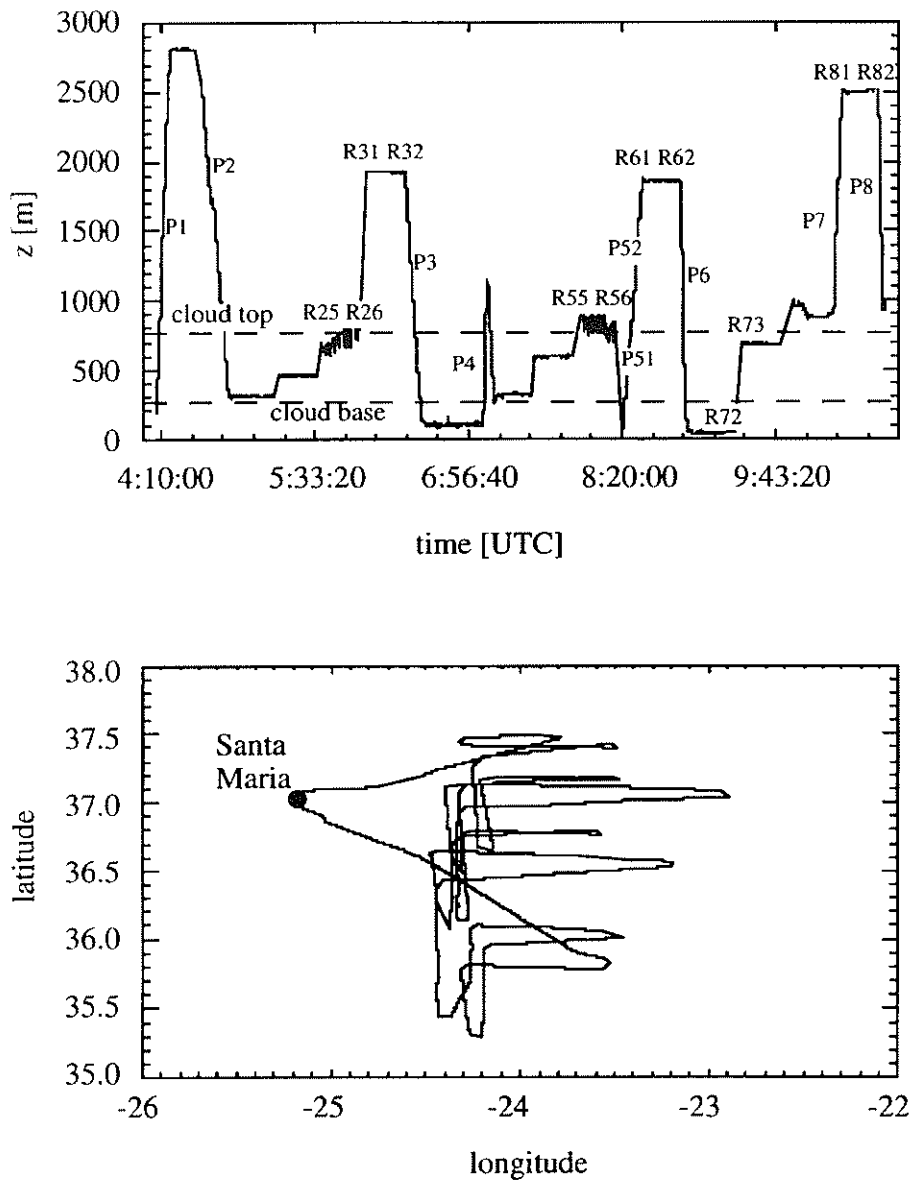 3000
2500
2000
1500
1000
500
0
z [m]
R81 R82
R31 R32
R61 R62
P2
P1
P3
P52
P7
P8
P6
cloud top
R25 R26
R55 R56
R73
P4
P51
cloud base
R72
4:10:00 5:33:20 6:56:40 8:20:00 9:43:20
time [UTC]
38.0
37.5
37.0
36.5
36.0
35.5
35.0
latitude
Santa
Maria
-26 -25 -24 -23 -22
longitude